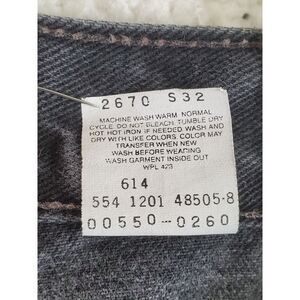 2670 S32
MACHINE WASH WARM NORMAL
CYCLE. DO NOT BLEACH. TUMBLE DRY
HOT. HOT IRON IF NEEDED. WASH AND
DRY WITH LIKE COLORS. COLOR MAY
TRANSFER WHEN NEW
WASH BEFORE WEARING
WASH GARMENT INSIDE OUT
WPL 423
614
554 1201 48505-8
00550-0260